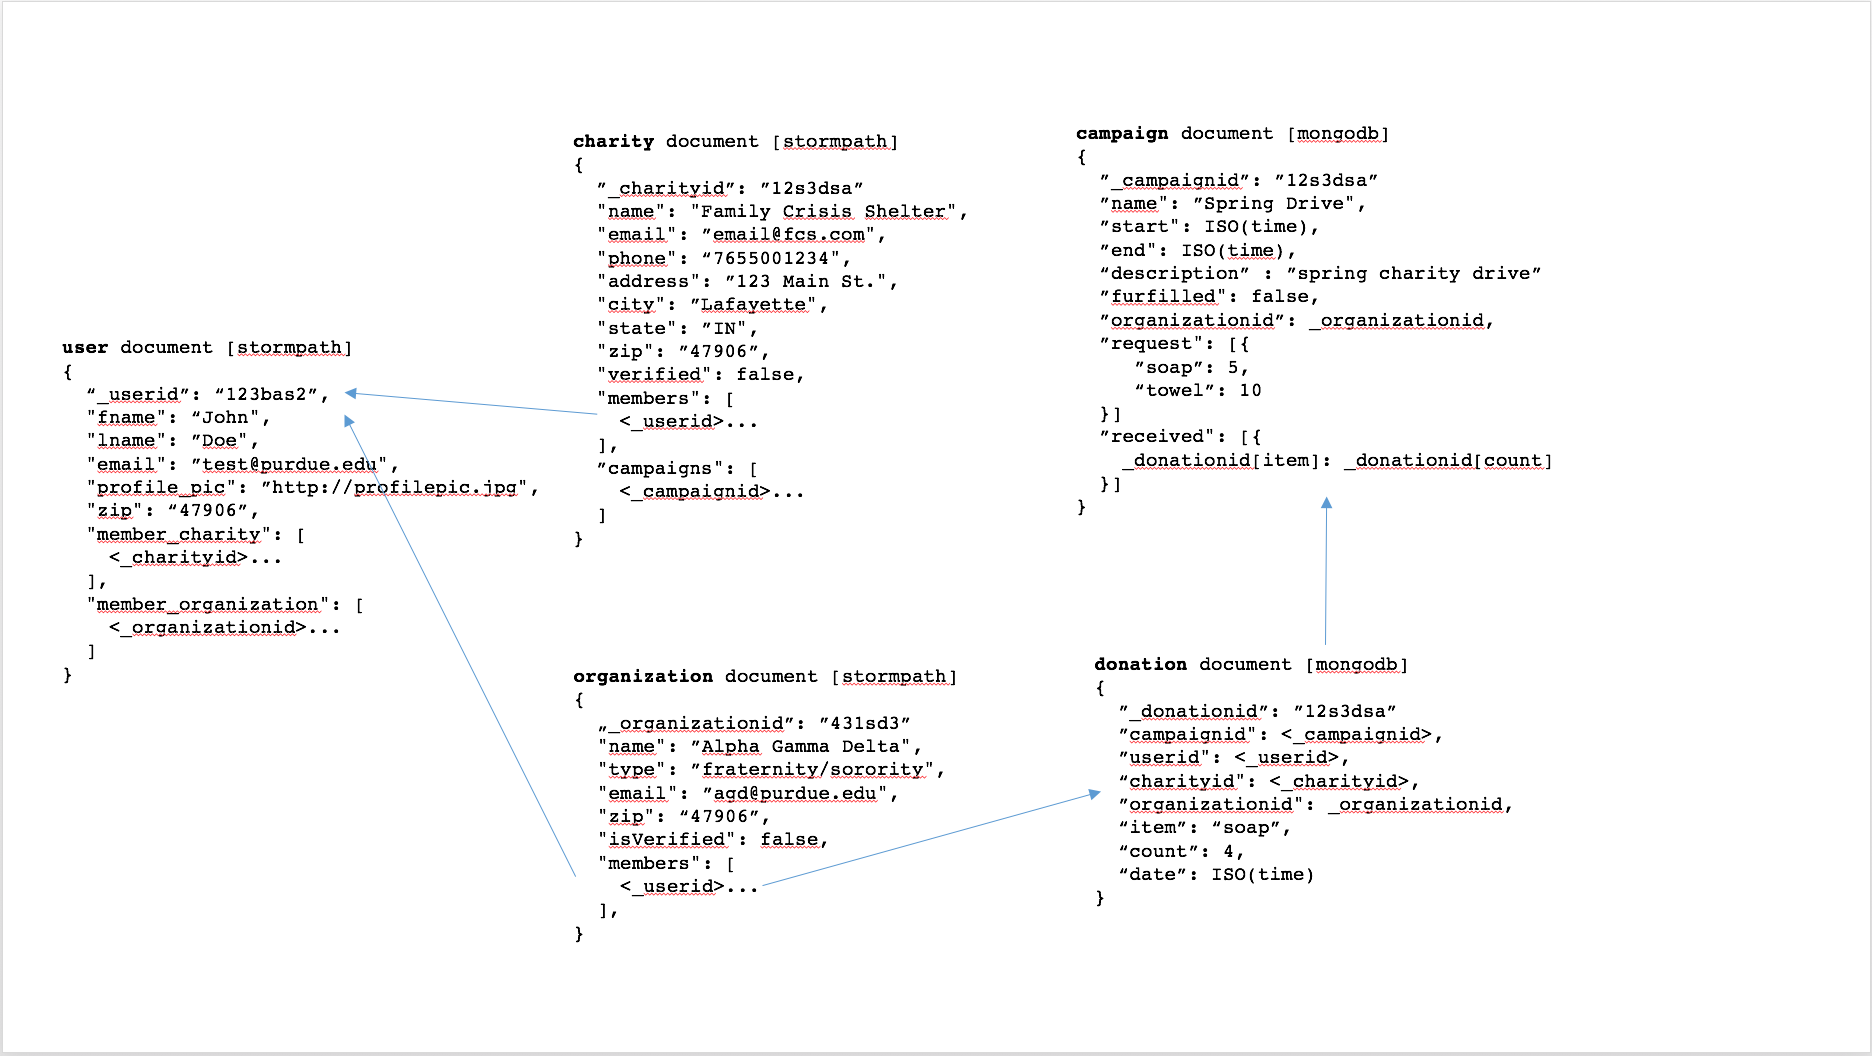 user document [stormpath]
{
“_userid”: “123bas2”,
"fname": “John",
"lname": ”Doe",
"email": ”test@purdue.edu",
"profile_pic": ”http://profilepic.jpg",
"zip": “47906”,
"member_charity": [
<_charityid>...
],
"member_organization": [
<_organizationid>...
]
}
charity document [stormpath]
{
”_charityid”: ”12s3dsa”
"name": "Family Crisis Shelter",
"email": ”email@fcs.com",
"phone": “7655001234",
"address": ”123 Main St.",
"city": ”Lafayette",
"state": ”IN",
"zip": ”47906”,
"verified": false,
"members": [
<_userid>...
],
”campaigns": [
<_campaignid>...
]
}
organization document [stormpath]
{
„_organizationid”: ”431sd3”
"name": ”Alpha Gamma Delta",
"type": ”fraternity/sorority",
"email": ”agd@purdue.edu",
"zip": “47906”,
"isVerified": false,
"members": [
<_userid>...
],
}
campaign document [mongodb]
{
”_campaignid”: ”12s3dsa”
”name": ”Spring Drive",
"start": ISO(time),
”end": ISO(time),
“description” : ”spring charity drive”
”furfilled": false,
"organizationid”: _organizationid,
”request": [{
”soap”: 5,
“towel”: 10
}]
”received": [{
_donationid[item]: _donationid[count]
}]
}
donation document [mongodb]
{
”_donationid”: ”12s3dsa”
”campaignid": <_campaignid>,
”userid": <_userid>,
“charityid": <_charityid>,
”organizationid": _organizationid,
“item”: “soap”,
“count”: 4,
“date”: ISO(time)
}